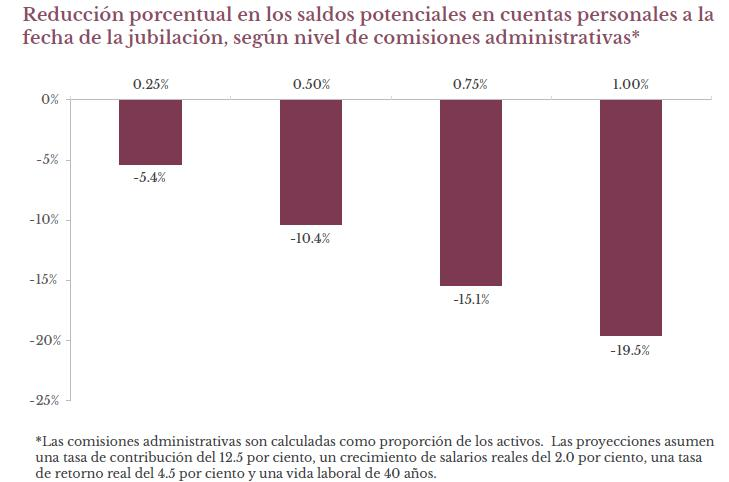 Reducción porcentual en los saldos potenciales en cuentas personales a la
fecha de la jubilación, según nivel de comisiones administrativas*
0.25% 0.50% 0.75% 1.00%
0%
-5%
-5.4%
-10%
-10.4%
-15%
-15.1%
-20%
-19.5%
-25%
*Las comisiones administrativas son calculadas como proporción de los activos. Las proyecciones asumen
una tasa de contribución del 12.5 por ciento, un crecimiento de salarios reales del 2.0 por ciento, una tasa
de retorno real del 4.5 por ciento y una vida laboral de 40 años.